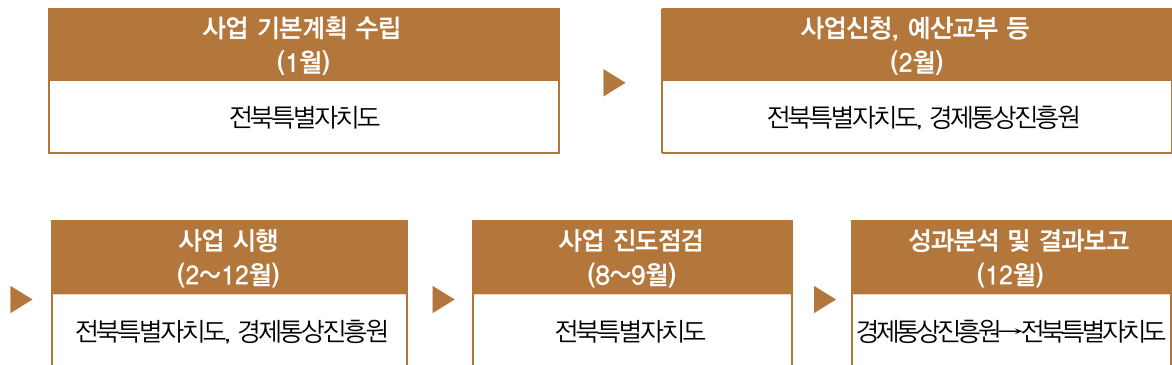 사업 기본계획 수립
(1월)
전북특별자치도
사업신청, 예산교부 등
(2월)
전북특별자치도, 경제통상진흥원
사업 시행
(2~12월)
전북특별자치도, 경제통상진흥원
사업 진도점검
(8~9월)
전북특별자치도
성과분석 및 결과보고
(12월)
경제통상진흥원→전북특별자치도